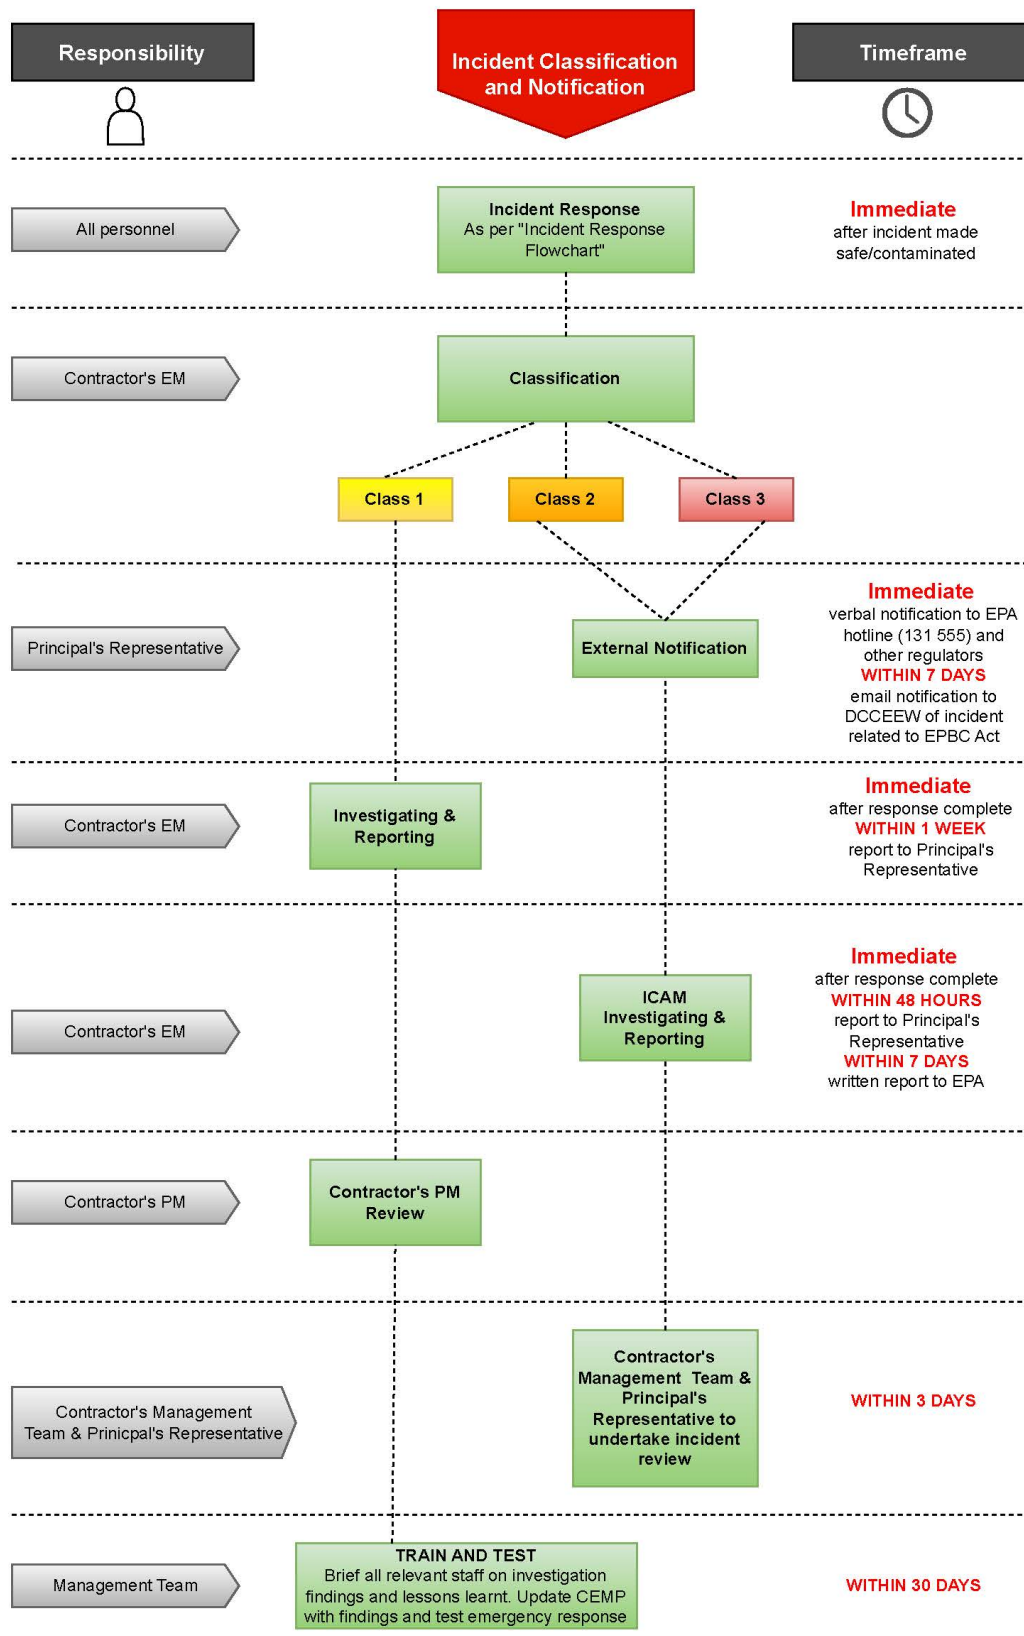 Responsibility
Incident Classification
and Notification
Timeframe
All personnel
Incident Response
As per "Incident Response
Flowchart"
Immediate
after incident made
safe/contaminated
Contractor's EM
Classification
Class 1
Class 2
Class 3
Principal's Representative
External Notification
Immediate
verbal notification to EPA
hotline (131 555) and
other regulators
WITHIN 7 DAYS
email notification to
DCCEEW of incident
related to EPBC Act
Contractor's EM
Investigating &
Reporting
Immediate
after response complete
WITHIN 1 WEEK
report to Principal's
Representative
Contractor's EM
ICAM
Investigating &
Reporting
Immediate
after response complete
WITHIN 48 HOURS
report to Principal's
Representative
WITHIN 7 DAYS
written report to EPA
Contractor's PM
Contractor's PM
Review
Contractor's Management
Team & Prinicpal's Representative
Contractor's
Management Team &
Principal's
Representative to
undertake incident
review
WITHIN 3 DAYS
Management Team
TRAIN AND TEST
Brief all relevant staff on investigation
findings and lessons learnt. Update CEMP
with findings and test emergency response
WITHIN 30 DAYS